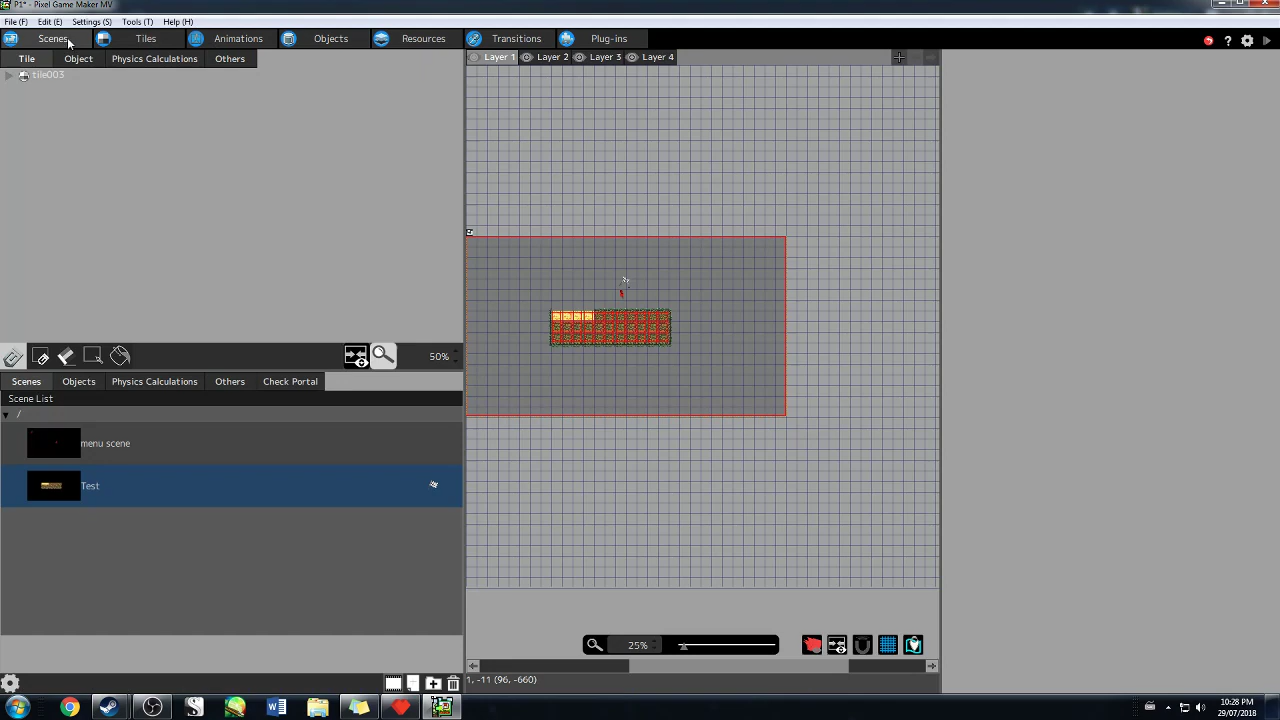 P1* - Pixel Game Maker MV
File (F) Edit (E) Settings (S) Tools (T) Help (H)
Scenes Tiles Animations Objects Resources Transitions Plug-ins
Tile Object Physics Calculations Others
Layer 1 Layer 2 Layer 3 Layer 4
tile003
50%
Scenes Objects Physics Calculations Others Check Portal
Scene List
/
menu scene
Test
25%
1, -11 (96, -660)
10:28 PM
29/07/2018